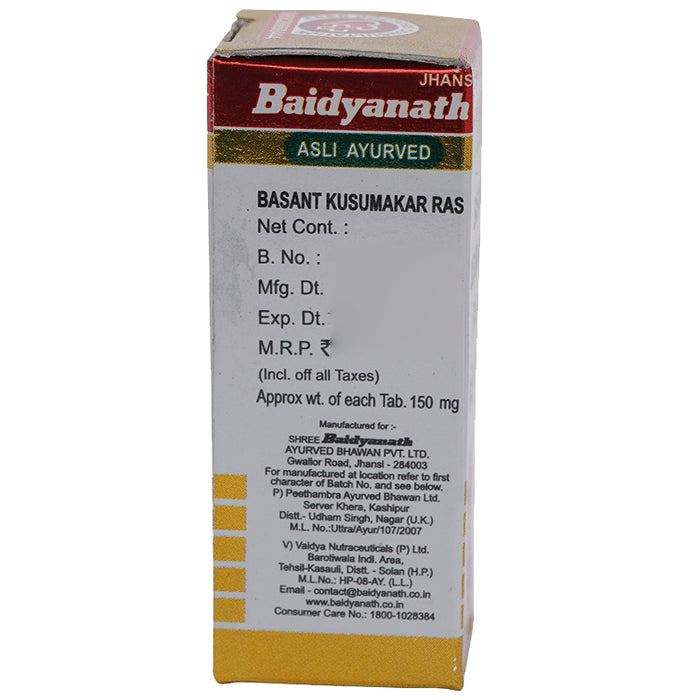 JHANS
Baidyanath
ASLI AYURVED
BASANT KUSUMAKAR RAS
Net Cont. :
B. No. :
Mfg. Dt.
Exp. Dt.
M.R.P. ₹
(Incl. off all Taxes)
Approx wt. of each Tab. 150 mg
Manufactured for :-
SHREE Baidyanath
AYURVED BHAWAN PVT. LTD.
Gwalior Road, Jhansi - 284003
For manufactured at location refer to first
character of Batch No. and see below.
P) Peethambra Ayurved Bhawan Ltd.
Server Khera, Kashipur
Distt.- Udham Singh, Nagar (U.K.)
M.L. No.:Uttra/Ayur/107/2007
V) Vaidya Nutraceuticals (P) Ltd.
Barotiwala Indl. Area,
Tehsil-Kasauli, Distt. - Solan (H.P.)
M.L.No.: HP-08-AY. (L.L.)
Email - contact@baidyanath.co.in
www.baidyanath.co.in
Consumer Care No.: 1800-1028384